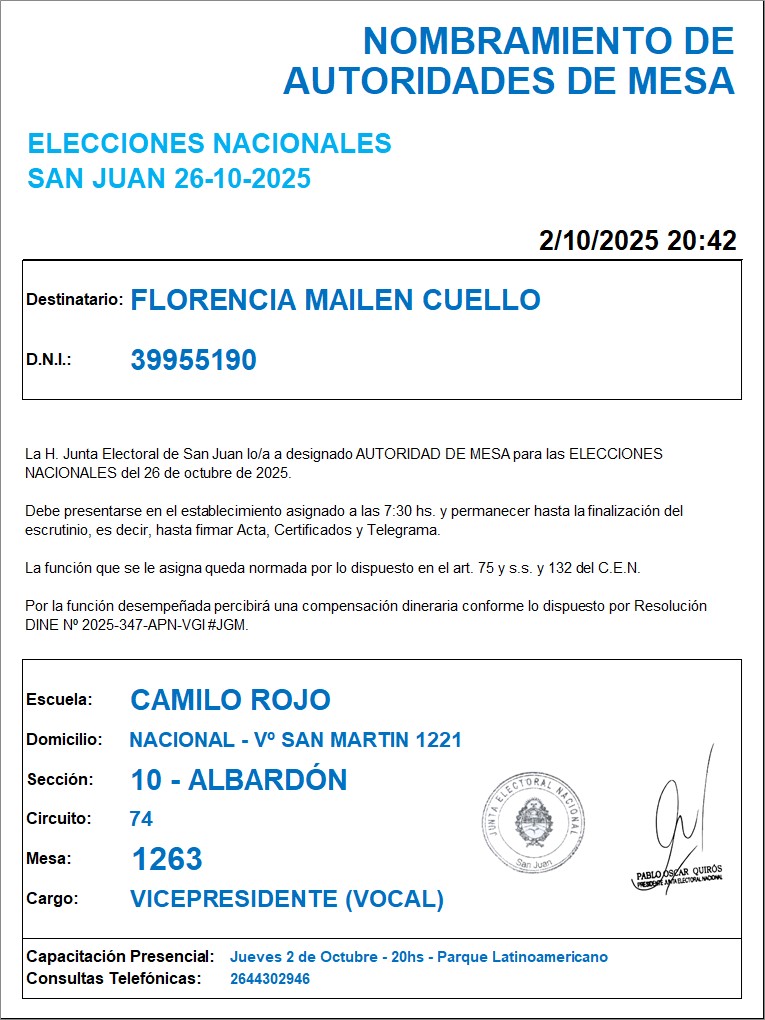 NOMBRAMIENTO DE
AUTORIDADES DE MESA
ELECCIONES NACIONALES
SAN JUAN 26-10-2025
2/10/2025 20:42
Destinatario: FLORENCIA MAILEN CUELLO
D.N.I.: 39955190
La H. Junta Electoral de San Juan lo/a a designado AUTORIDAD DE MESA para las ELECCIONES
NACIONALES del 26 de octubre de 2025.
Debe presentarse en el establecimiento asignado a las 7:30 hs. y permanecer hasta la finalización del
escrutinio, es decir, hasta firmar Acta, Certificados y Telegrama.
La función que se le asigna queda normada por lo dispuesto en el art. 75 y s.s. y 132 del C.E.N.
Por la función desempeñada percibirá una compensación dineraria conforme lo dispuesto por Resolución
DINE Nº 2025-347-APN-VGI#JGM.
Escuela: CAMILO ROJO
Domicilio: NACIONAL - Vº SAN MARTIN 1221
Sección: 10 - ALBARDÓN
Circuito: 74
Mesa: 1263
Cargo: VICEPRESIDENTE (VOCAL)
JUNTA ELECTORAL NACIONAL
San Juan
PABLO OSCAR QUIRÓS
PRESIDENTE JUNTA ELECTORAL NACIONAL
Capacitación Presencial: Jueves 2 de Octubre - 20hs - Parque Latinoamericano
Consultas Telefónicas: 2644302946